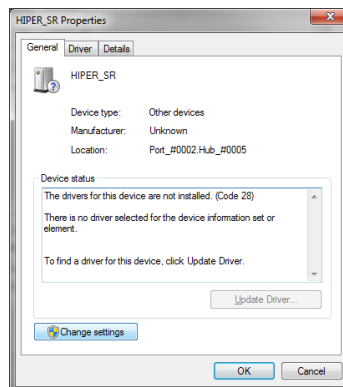 HIPER_SR Properties
General Driver Details
HIPER_SR
Device type: Other devices
Manufacturer: Unknown
Location: Port_#0002.Hub_#0005
Device status
The drivers for this device are not installed. (Code 28)
There is no driver selected for the device information set or
element.
To find a driver for this device, click Update Driver.
Update Driver...
Change settings
OK Cancel